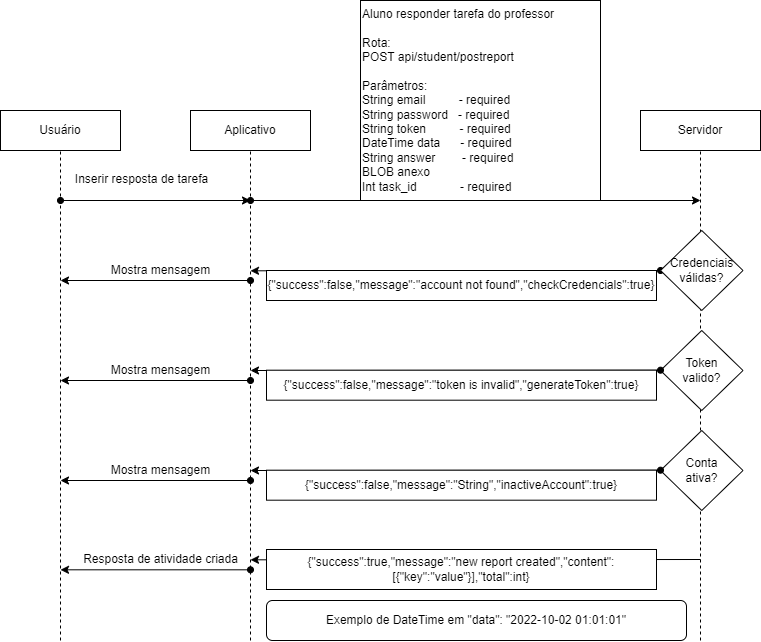 Aluno responder tarefa do professor
Rota:
POST api/student/postreport
Parâmetros:
String email - required
String password - required
String token - required
DateTime data - required
String answer - required
BLOB anexo
Int task_id - required
Usuário
Aplicativo
Servidor
Inserir resposta de tarefa
Credenciais
válidas?
Mostra mensagem
{"success":false,"message":"account not found","checkCredencials":true}
Token
valido?
Mostra mensagem
{"success":false,"message":"token is invalid","generateToken":true}
Conta
ativa?
Mostra mensagem
{"success":false,"message":"String","inactiveAccount":true}
Resposta de atividade criada
{"success":true,"message":"new report created","content":
[{"key":"value"}],"total":int}
Exemplo de DateTime em "data": "2022-10-02 01:01:01"